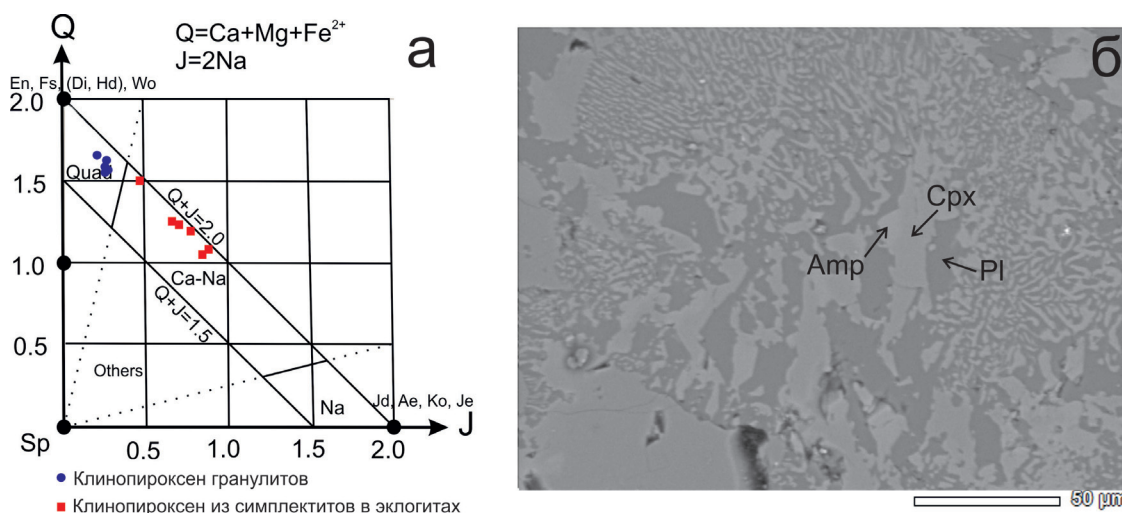 Q
Q=Ca+Mg+Fe²⁺
J=2Na
а
En, Fs, (Di, Hd), Wo
2.0
Quad
1.5
Q+J=2.0
1.0
Ca-Na
Q+J=1.5
0.5
Others
Na
Jd, Ae, Ko, Je
Sp
0.5
1.0
1.5
2.0
J
Клинопироксен гранулитов
Клинопироксен из симплектитов в эклогитах
б
Cpx
Amp
Pl
50 µm